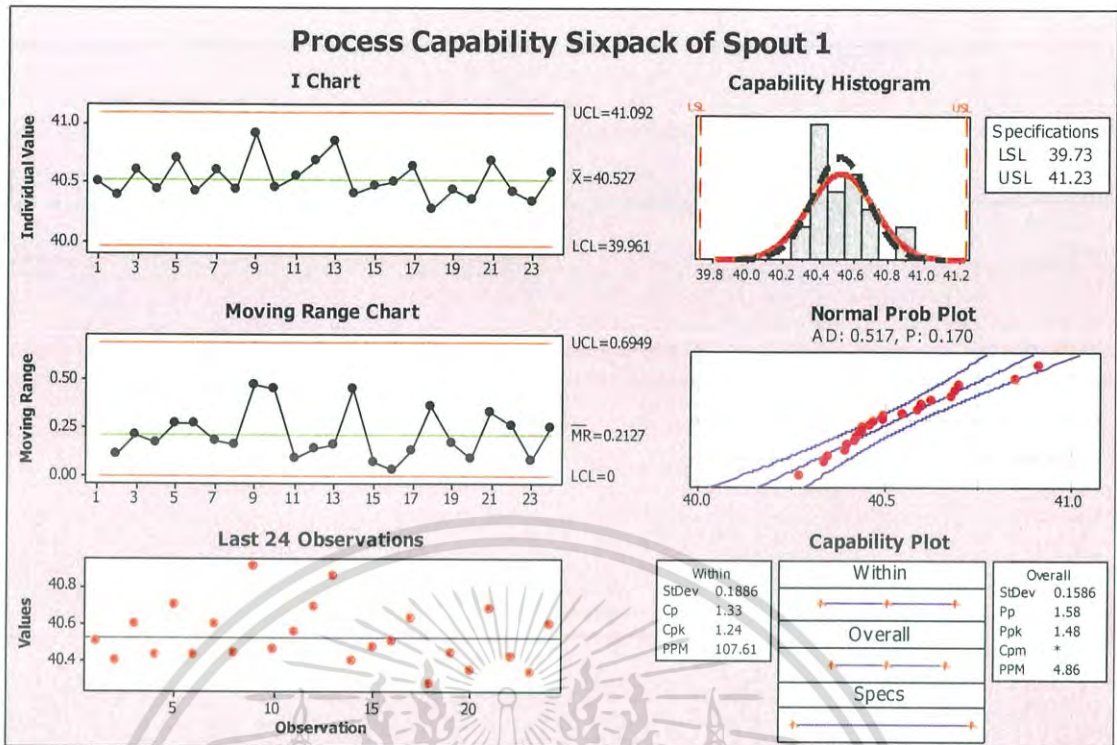 Process Capability Sixpack of Spout 1
I Chart
Individual Value
41.0
40.5
40.0
1 3 5 7 9 11 13 15 17 19 21 23
UCL=41.092
X̄=40.527
LCL=39.961
Capability Histogram
LSL USL
39.8 40.0 40.2 40.4 40.6 40.8 41.0 41.2
Specifications
LSL 39.73
USL 41.23
Moving Range Chart
Moving Range
0.50
0.25
0.00
1 3 5 7 9 11 13 15 17 19 21 23
UCL=0.6949
M̅R̅=0.2127
LCL=0
Normal Prob Plot
AD: 0.517, P: 0.170
40.0 40.5 41.0
Last 24 Observations
Values
40.8
40.6
40.4
5 10 15 20
Observation
Capability Plot
Within
StDev 0.1886
Cp 1.33
Cpk 1.24
PPM 107.61
Within
Overall
Specs
Overall
StDev 0.1586
Pp 1.58
Ppk 1.48
Cpm *
PPM 4.86